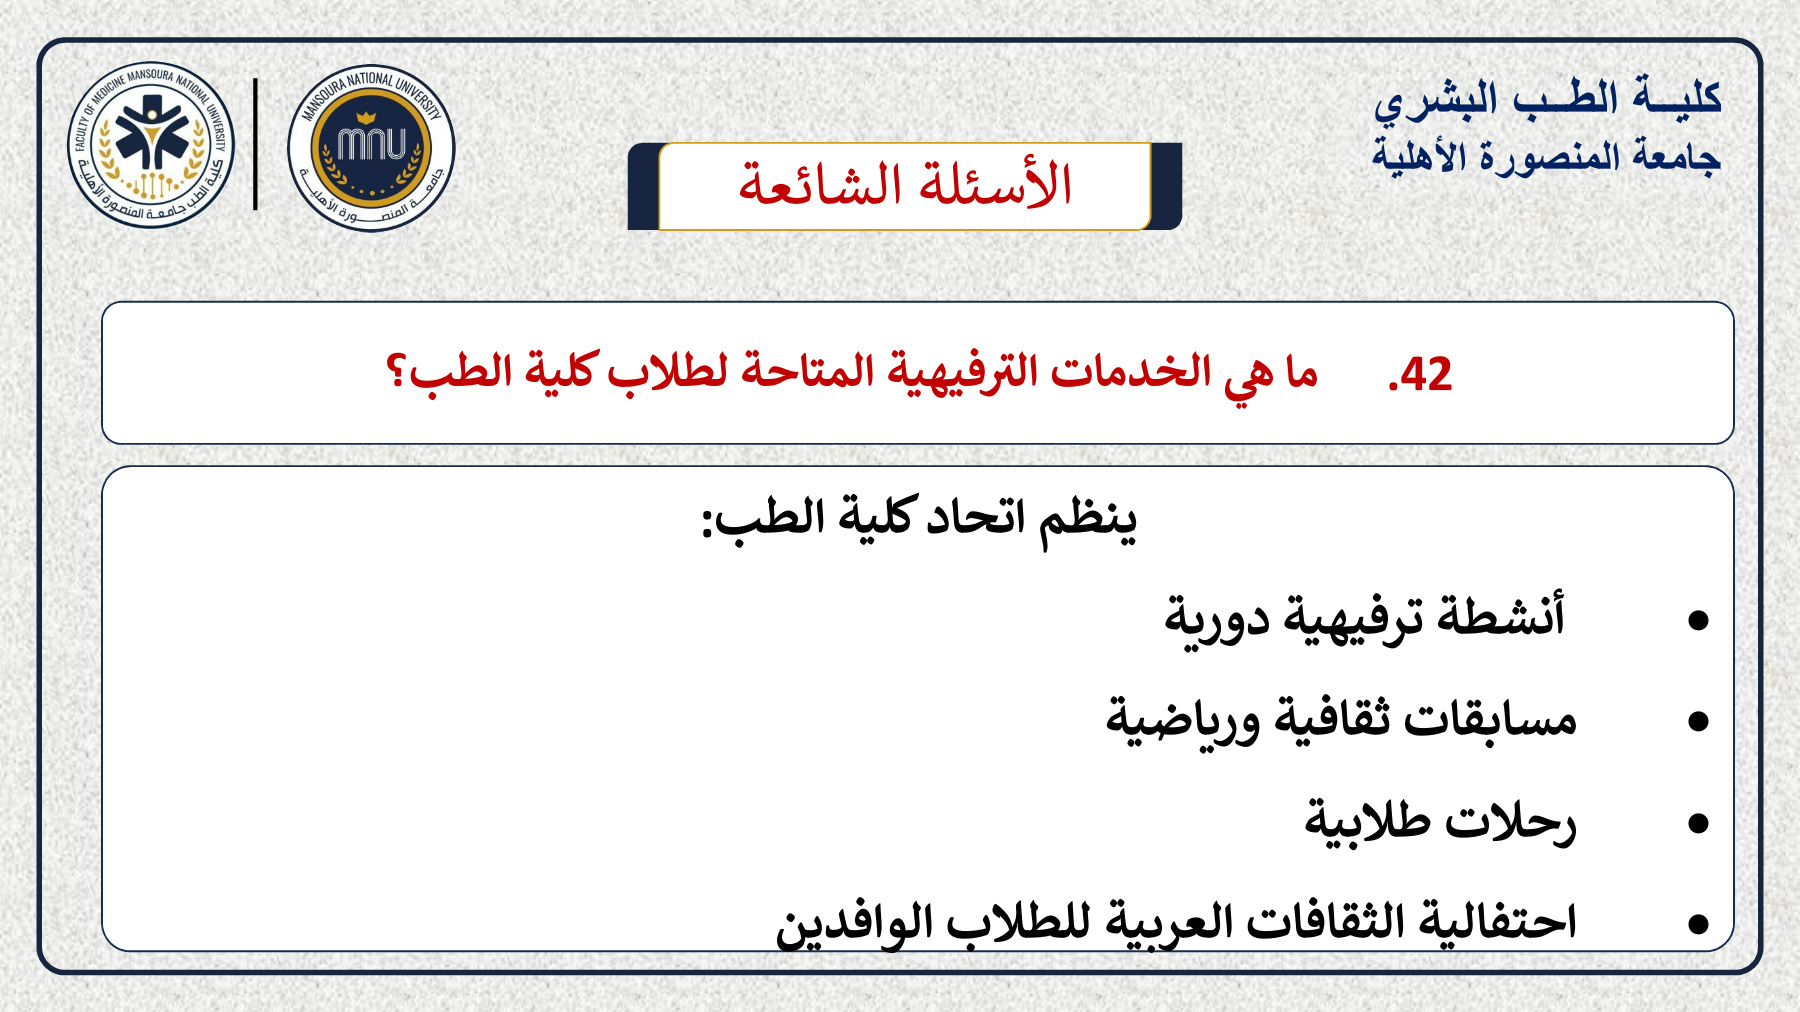 كليــة الطــب البشري
جامعة المنصورة الأهلية
FACULTY OF MEDICINE MANSOURA NATIONAL UNIVERSITY
كلية الطب جامعة المنصورة الأهلية
MANSOURA NATIONAL UNIVERSITY
mnu
جامعة المنصورة الأهلية
الأسئلة الشائعة
42. ما هي الخدمات الترفيهية المتاحة لطلاب كلية الطب؟
ينظم اتحاد كلية الطب:
• أنشطة ترفيهية دورية
• مسابقات ثقافية ورياضية
• رحلات طلابية
• احتفالية الثقافات العربية للطلاب الوافدين